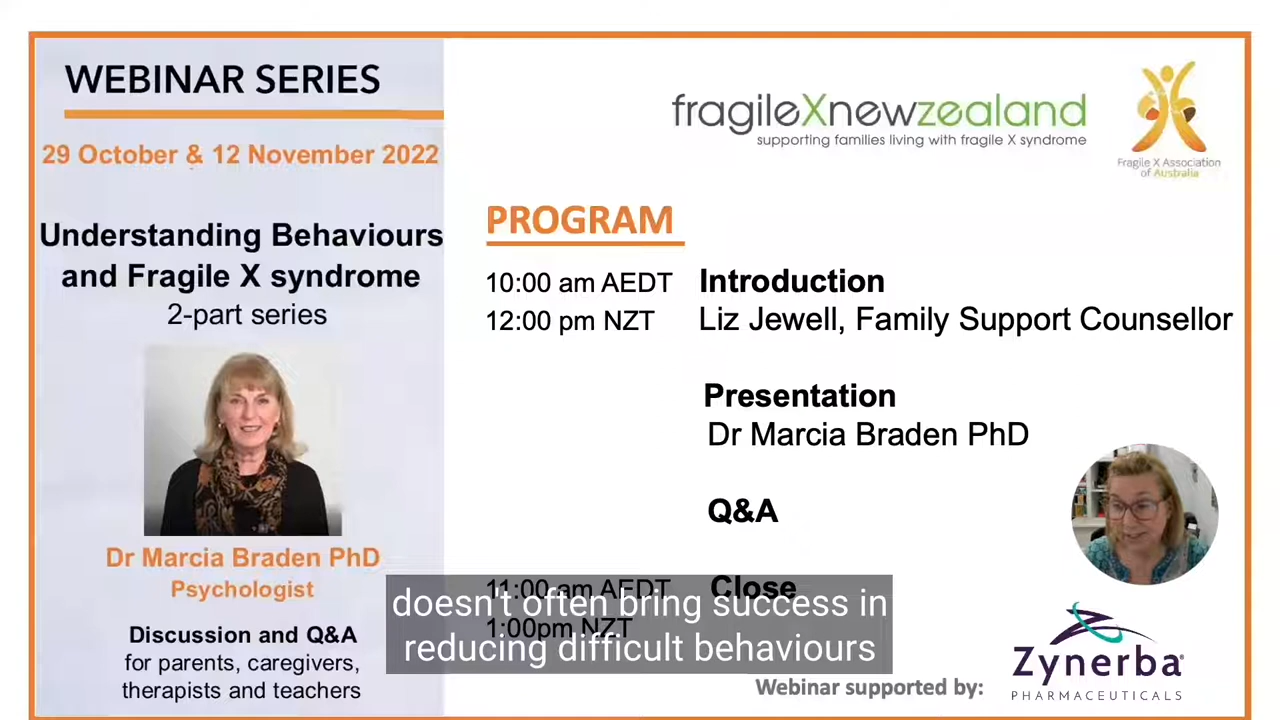 WEBINAR SERIES
29 October & 12 November 2022
Understanding Behaviours
and Fragile X syndrome
2-part series
Dr Marcia Braden PhD
Psychologist
Discussion and Q&A
for parents, caregivers,
therapists and teachers
fragileXnewzealand
supporting families living with fragile X syndrome
Fragile X Association
of Australia
PROGRAM
10:00 am AEDT Introduction
12:00 pm NZT Liz Jewell, Family Support Counsellor
Presentation
Dr Marcia Braden PhD
Q&A
11:00 am AEDT Close
1:00pm NZT
doesn't often bring success in
reducing difficult behaviours
Webinar supported by:
Zynerba
PHARMACEUTICALS